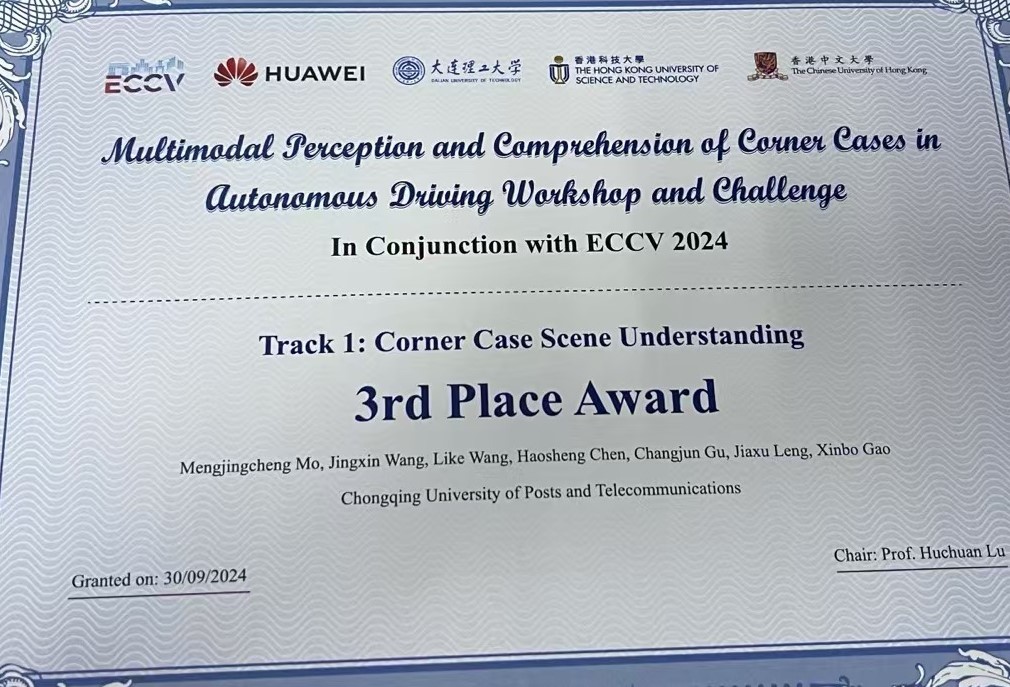 ECCV
HUAWEI
大连理工大学
DALIAN UNIVERSITY OF TECHNOLOGY
香港科技大學
THE HONG KONG UNIVERSITY OF
SCIENCE AND TECHNOLOGY
香港中文大學
The Chinese University of Hong Kong
Multimodal Perception and Comprehension of Corner Cases in
Autonomous Driving Workshop and Challenge
In Conjunction with ECCV 2024
Track 1: Corner Case Scene Understanding
3rd Place Award
Mengjingcheng Mo, Jingxin Wang, Like Wang, Haosheng Chen, Changjun Gu, Jiaxu Leng, Xinbo Gao
Chongqing University of Posts and Telecommunications
Granted on: 30/09/2024
Chair: Prof. Huchuan Lu